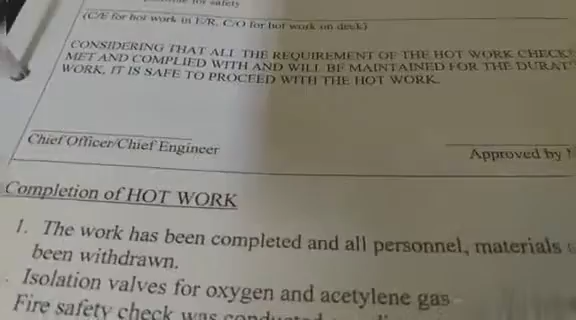 for safety
(C/E for hot work in E/R, C/O for hot work on deck)
CONSIDERING THAT ALL THE REQUIREMENT OF THE HOT WORK CHECK
MET AND COMPLIED WITH AND WILL BE MAINTAINED FOR THE DURAT
WORK, IT IS SAFE TO PROCEED WITH THE HOT WORK.
Chief Officer/Chief Engineer
Approved by
Completion of HOT WORK
1. The work has been completed and all personnel, materials
been withdrawn.
Isolation valves for oxygen and acetylene gas
Fire safety check was